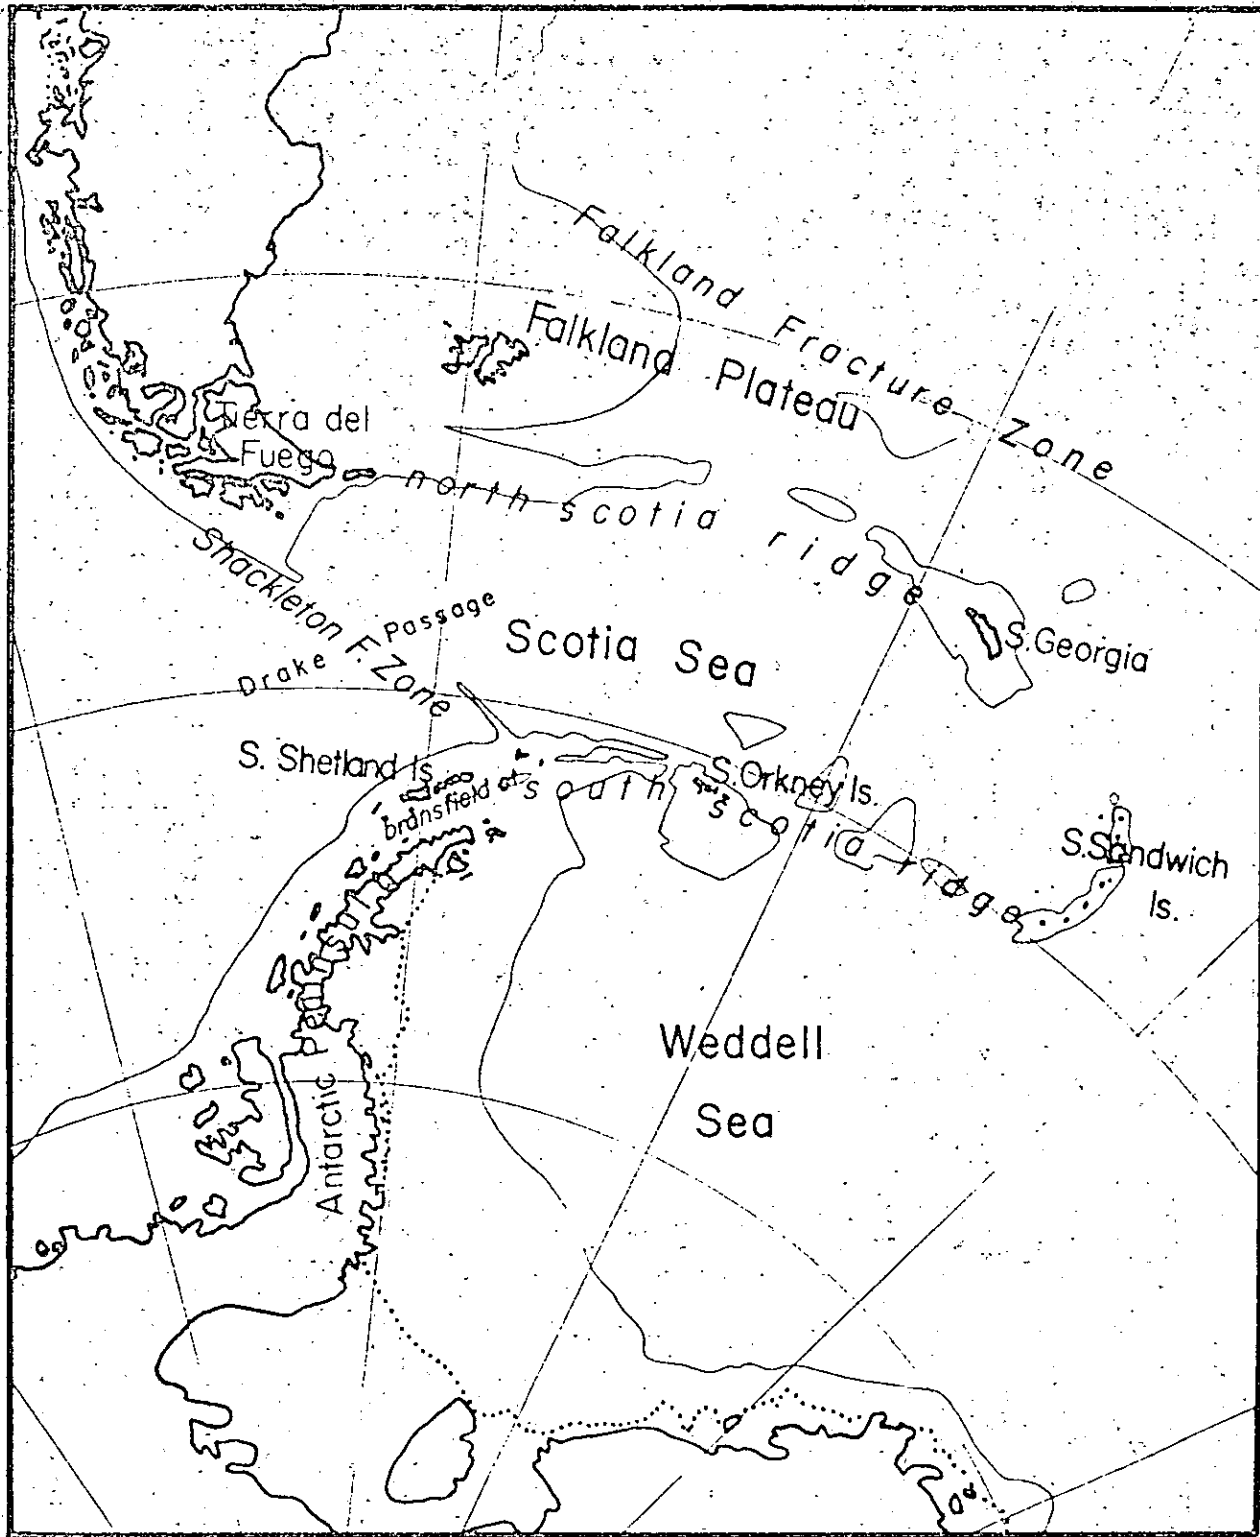 Falkland Fracture Zone
Falkland Plateau
Tierra del
Fuego
north scotia ridge
Shackleton F. Zone
Drake Passage
Scotia Sea
S. Georgia
S. Shetland Is.
bransfield st
S. Orkney Is.
south scotia ridge
S. Sandwich
Is.
Antarctic Peninsula
Weddell
Sea